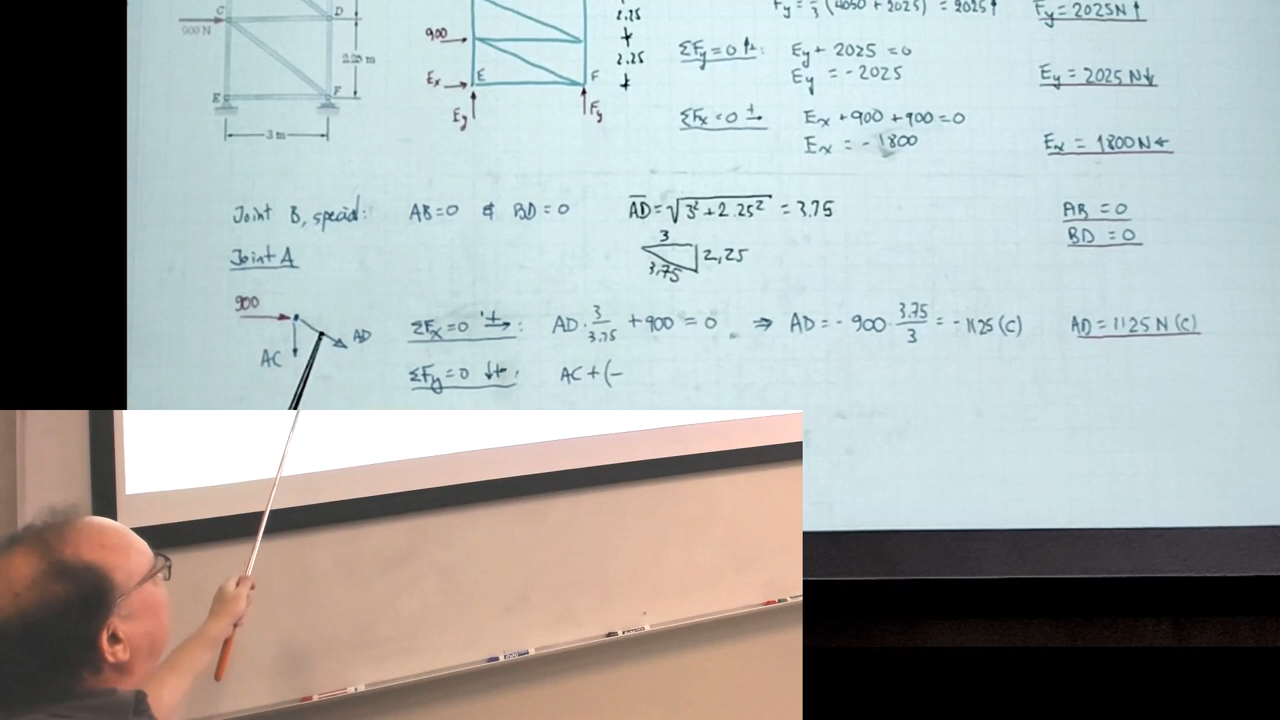 Fy = 1/3 (4050 + 2025) = 2025↑ Fy = 2025N↑
C D
900 N
2.25
900
2.25
ΣFy=0 ↑+: Ey + 2025 = 0
2.25 m
Ey = -2025 Ey = 2025 N↓
E F
Ex E F
Ey Fy
ΣFx=0 +→ Ex + 900 + 900 = 0
3 m
Ex = -1800 Ex = 1800N←
Joint B, special: AB=0 & BD=0 AD = √3²+2.25² = 3.75 AB = 0
BD = 0
Joint A
3
3,75 2,25
900
ΣFx=0 +→: AD · 3/3.75 + 900 = 0 ⇒ AD = - 900 · 3.75/3 = -1125 (C) AD = 1125 N (C)
AC AD
ΣFy=0 ↓+: AC + (-